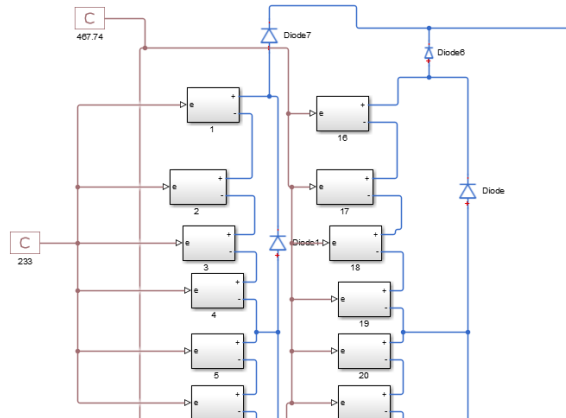 C
467.74
Diode7
Diode6
e
+
-
1
e
+
-
16
e
+
-
2
e
+
-
17
Diode
C
233
e
+
-
3
Diode1
e
+
-
18
e
+
-
4
e
+
-
19
e
+
-
5
e
+
-
20
e
+
-
e
+
-